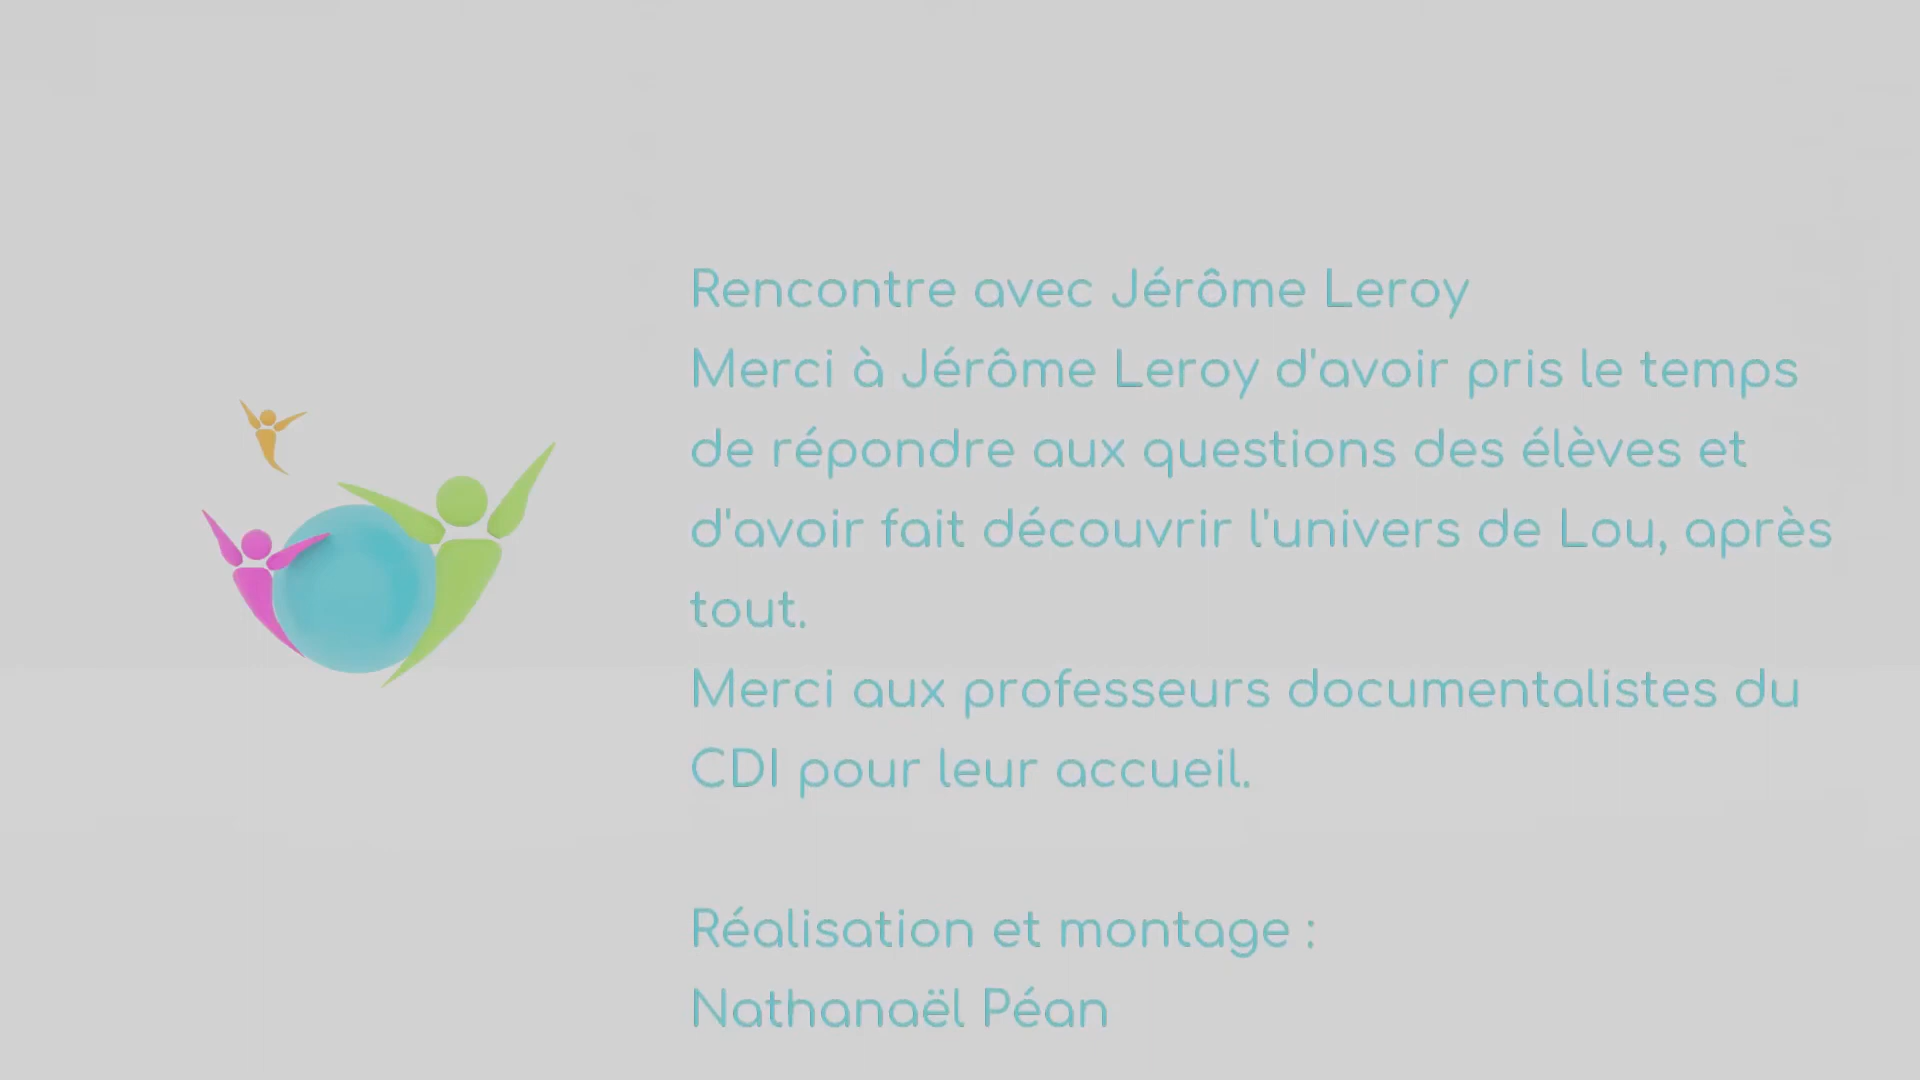 Rencontre avec Jérôme Leroy
Merci à Jérôme Leroy d'avoir pris le temps
de répondre aux questions des élèves et
d'avoir fait découvrir l'univers de Lou, après
tout.
Merci aux professeurs documentalistes du
CDI pour leur accueil.
Réalisation et montage :
Nathanaël Péan